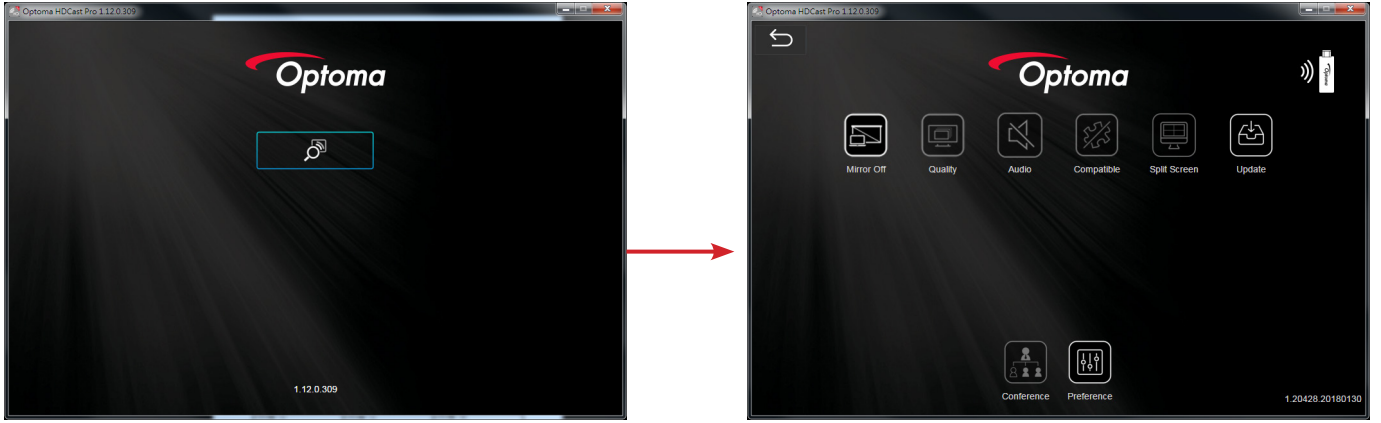 Optoma HDCast Pro 1.12.0.309
Optoma
1.12.0.309
Optoma HDCast Pro 1.12.0.309
Optoma
Optoma
Mirror Off
Quality
Audio
Compatible
Split Screen
Update
Conference
Preference
1.20428.20180130